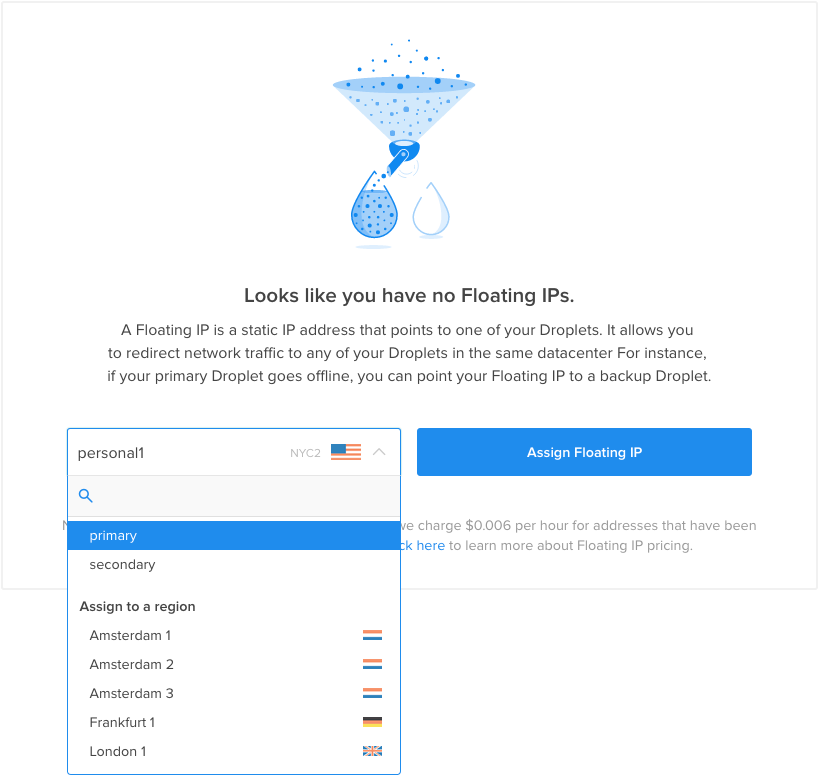 Looks like you have no Floating IPs.
A Floating IP is a static IP address that points to one of your Droplets. It allows you
to redirect network traffic to any of your Droplets in the same datacenter For instance,
if your primary Droplet goes offline, you can point your Floating IP to a backup Droplet.
personal1 NYC2
Assign Floating IP
we charge $0.006 per hour for addresses that have been
here to learn more about Floating IP pricing.
primary
secondary
Assign to a region
Amsterdam 1
Amsterdam 2
Amsterdam 3
Frankfurt 1
London 1